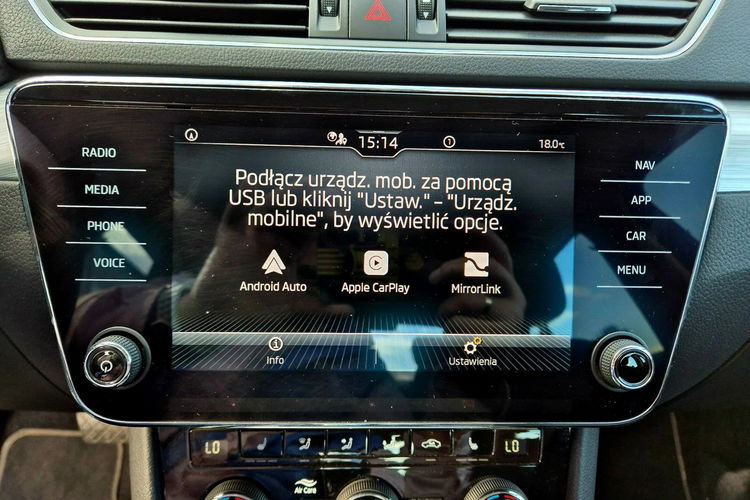 15:14
1
18.0°C
RADIO
MEDIA
PHONE
VOICE
Podłącz urządz. mob. za pomocą
USB lub kliknij "Ustaw." – "Urządz.
mobilne", by wyświetlić opcje.
Android Auto
Apple CarPlay
MirrorLink
Info
Ustawienia
NAV
APP
CAR
MENU
LO
LO
Air Care